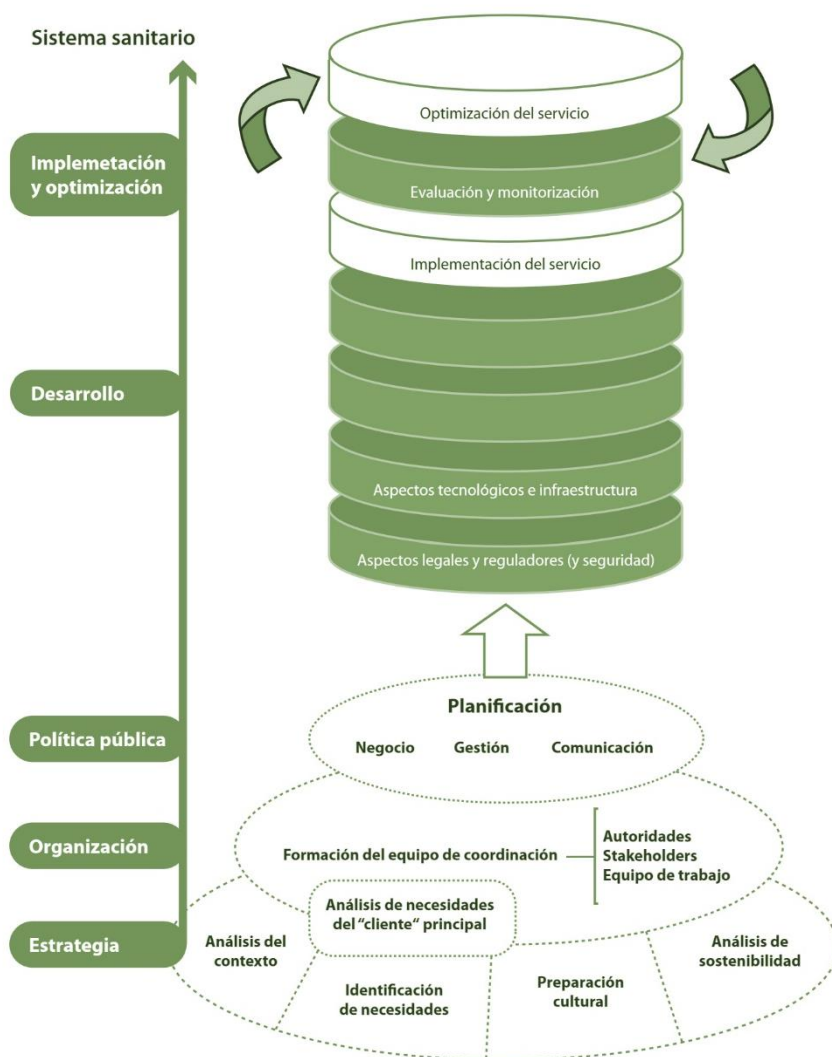 Sistema sanitario
Implemetación
y optimización
Desarrollo
Política pública
Organización
Estrategia
Optimización del servicio
Evaluación y monitorización
Implementación del servicio
Aspectos tecnológicos e infraestructura
Aspectos legales y reguladores (y seguridad)
Planificación
Negocio Gestión Comunicación
Formación del equipo de coordinación
Autoridades
Stakeholders
Equipo de trabajo
Análisis de necesidades
del "cliente" principal
Análisis del
contexto
Identificación
de necesidades
Preparación
cultural
Análisis de
sostenibilidad